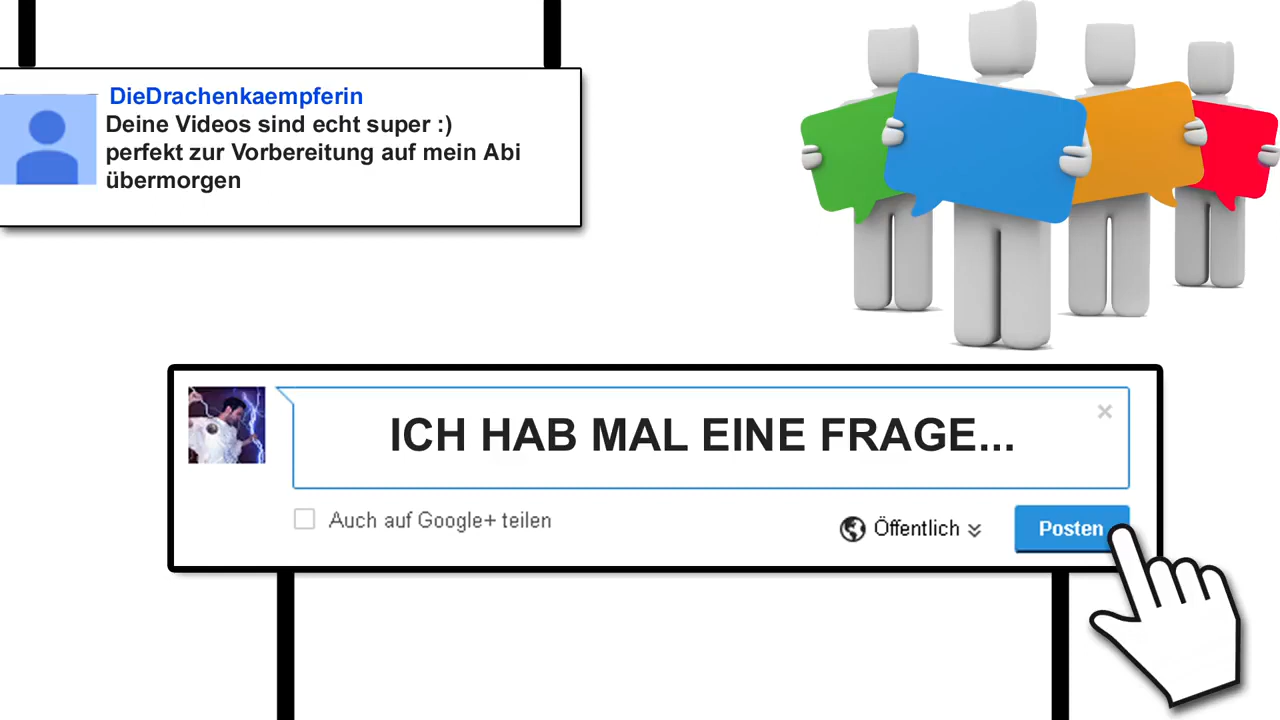 DieDrachenkaempferin
Deine Videos sind echt super :)
perfekt zur Vorbereitung auf mein Abi
übermorgen
ICH HAB MAL EINE FRAGE...
Auch auf Google+ teilen
Öffentlich
Posten